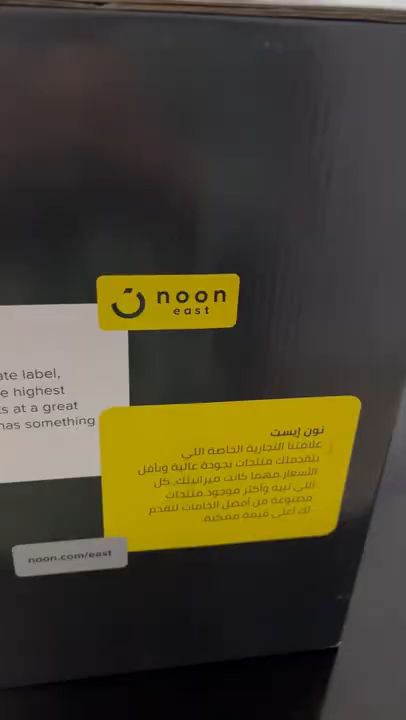 noon
east
ate label,
e highest
s at a great
has something
نون إيست
علامتنا التجارية الخاصة اللي
بتقدملك منتجات بجودة عالية وبأقل
الأسعار مهما كانت ميزانيتك. كل
اللي تبيه وأكثر موجود. منتجات
مصنوعة من أفضل الخامات لنقدم
لك أعلى قيمة ممكنة.
noon.com/east